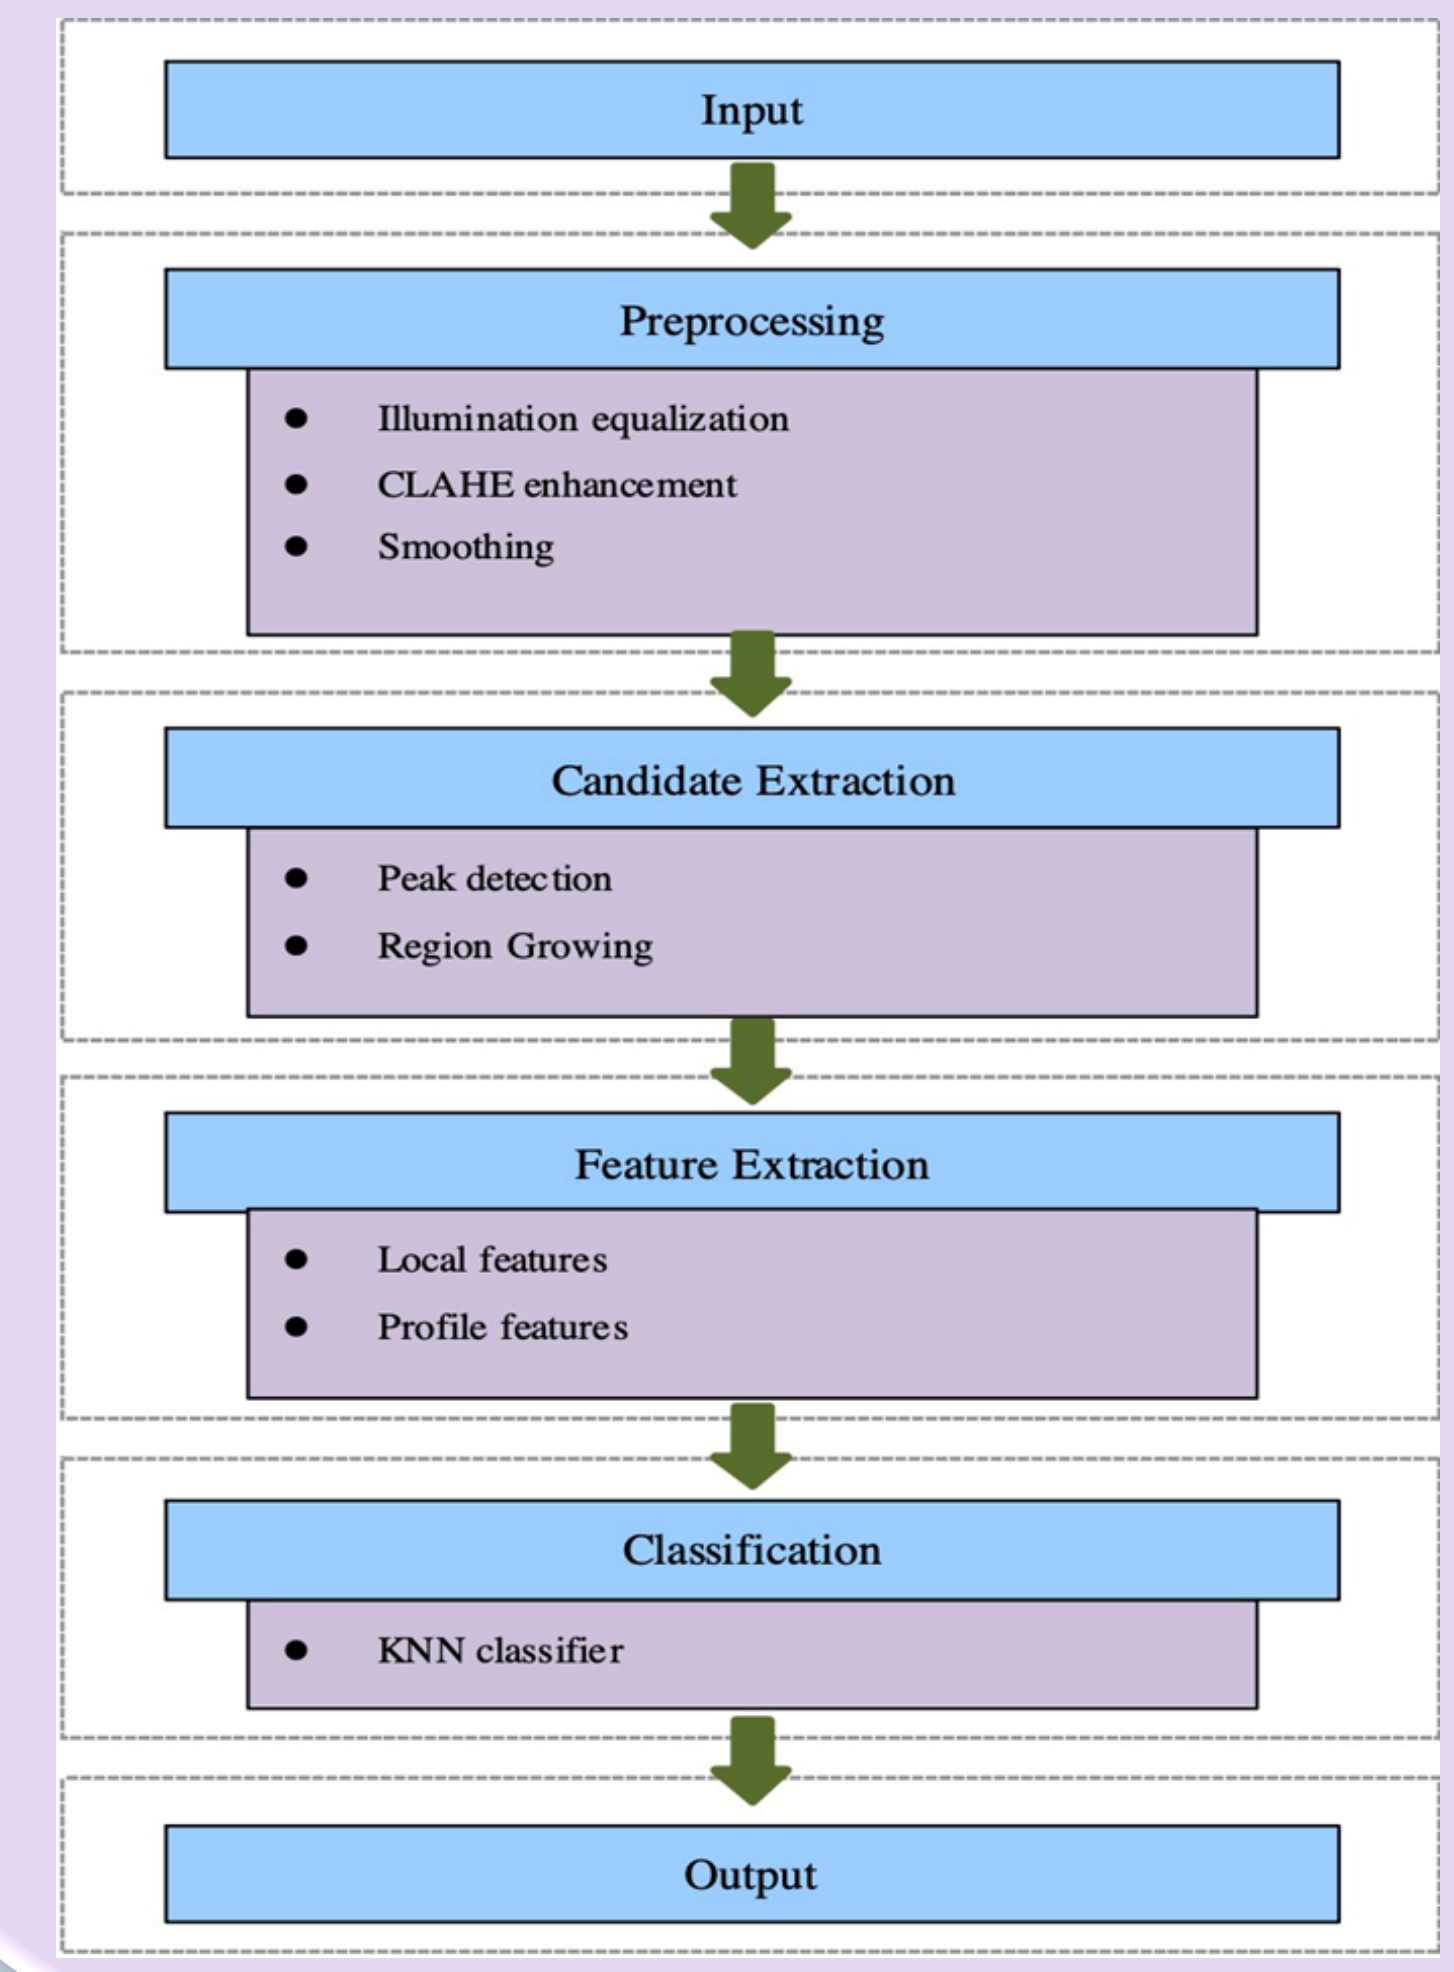 Input
Preprocessing
● Illumination equalization
● CLAHE enhancement
● Smoothing
Candidate Extraction
● Peak detection
● Region Growing
Feature Extraction
● Local features
● Profile features
Classification
● KNN classifier
Output